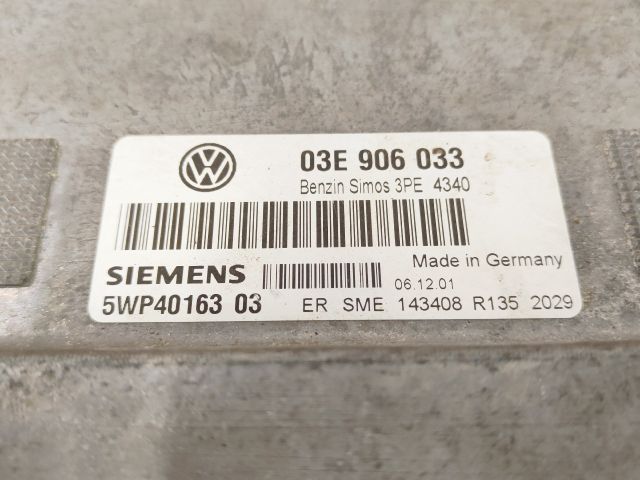 VW
03E 906 033
Benzin Simos 3PE 4340
Made in Germany
SIEMENS
06.12.01
5WP40163 03 ER SME 143408 R135 2029